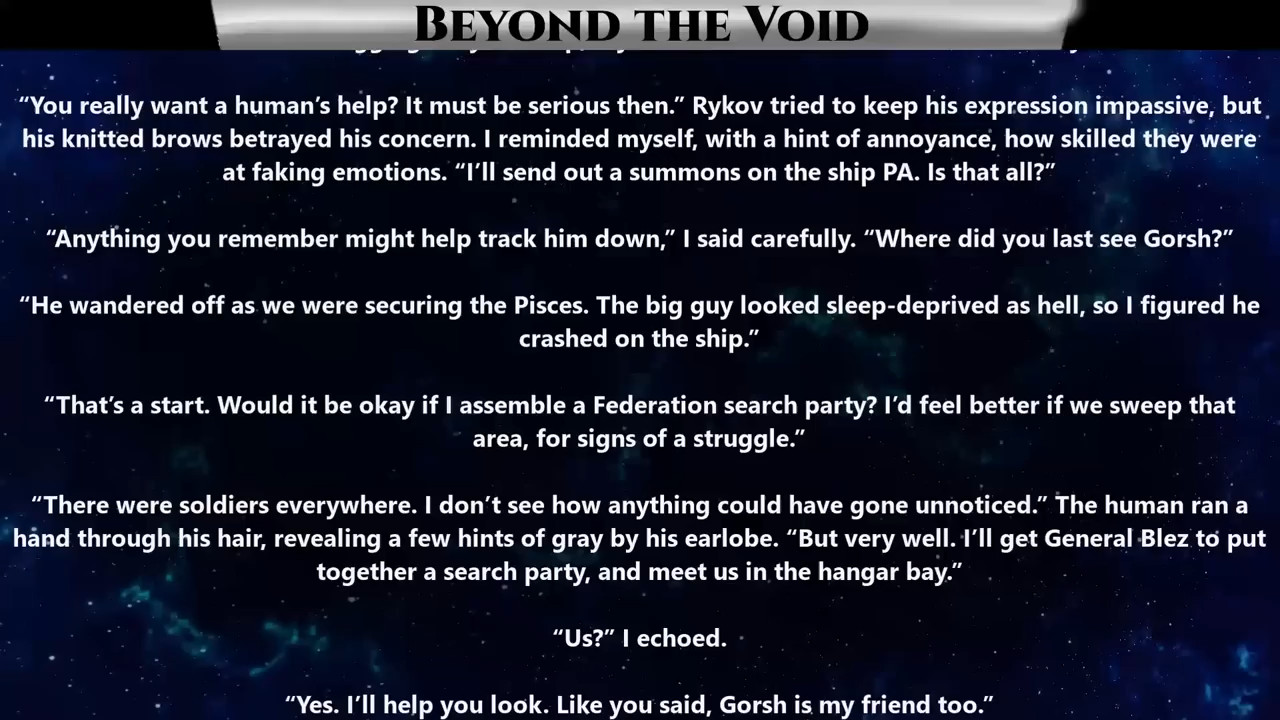 Beyond the Void
“You really want a human’s help? It must be serious then.” Rykov tried to keep his expression impassive, but
his knitted brows betrayed his concern. I reminded myself, with a hint of annoyance, how skilled they were
at faking emotions. “I’ll send out a summons on the ship PA. Is that all?”
“Anything you remember might help track him down,” I said carefully. “Where did you last see Gorsh?”
“He wandered off as we were securing the Pisces. The big guy looked sleep-deprived as hell, so I figured he
crashed on the ship.”
“That’s a start. Would it be okay if I assemble a Federation search party? I’d feel better if we sweep that
area, for signs of a struggle.”
“There were soldiers everywhere. I don’t see how anything could have gone unnoticed.” The human ran a
hand through his hair, revealing a few hints of gray by his earlobe. “But very well. I’ll get General Blez to put
together a search party, and meet us in the hangar bay.”
“Us?” I echoed.
“Yes. I’ll help you look. Like you said, Gorsh is my friend too.”